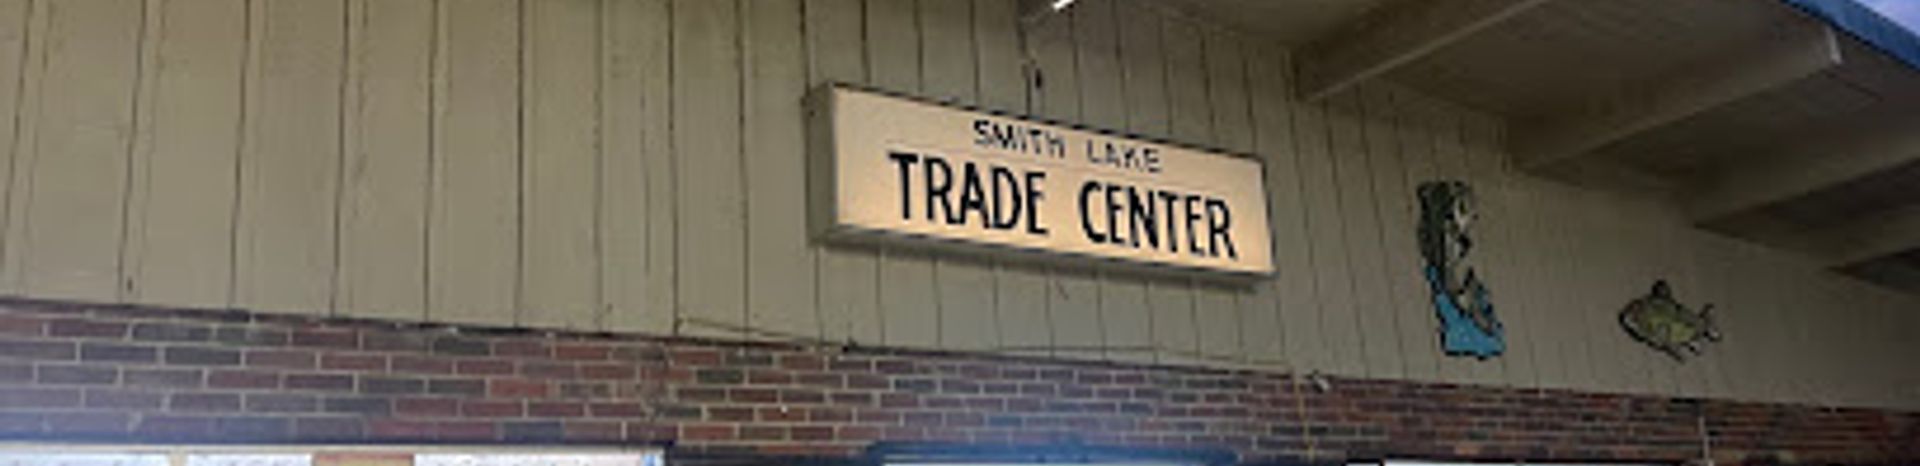 SMITH LAKE
TRADE CENTER